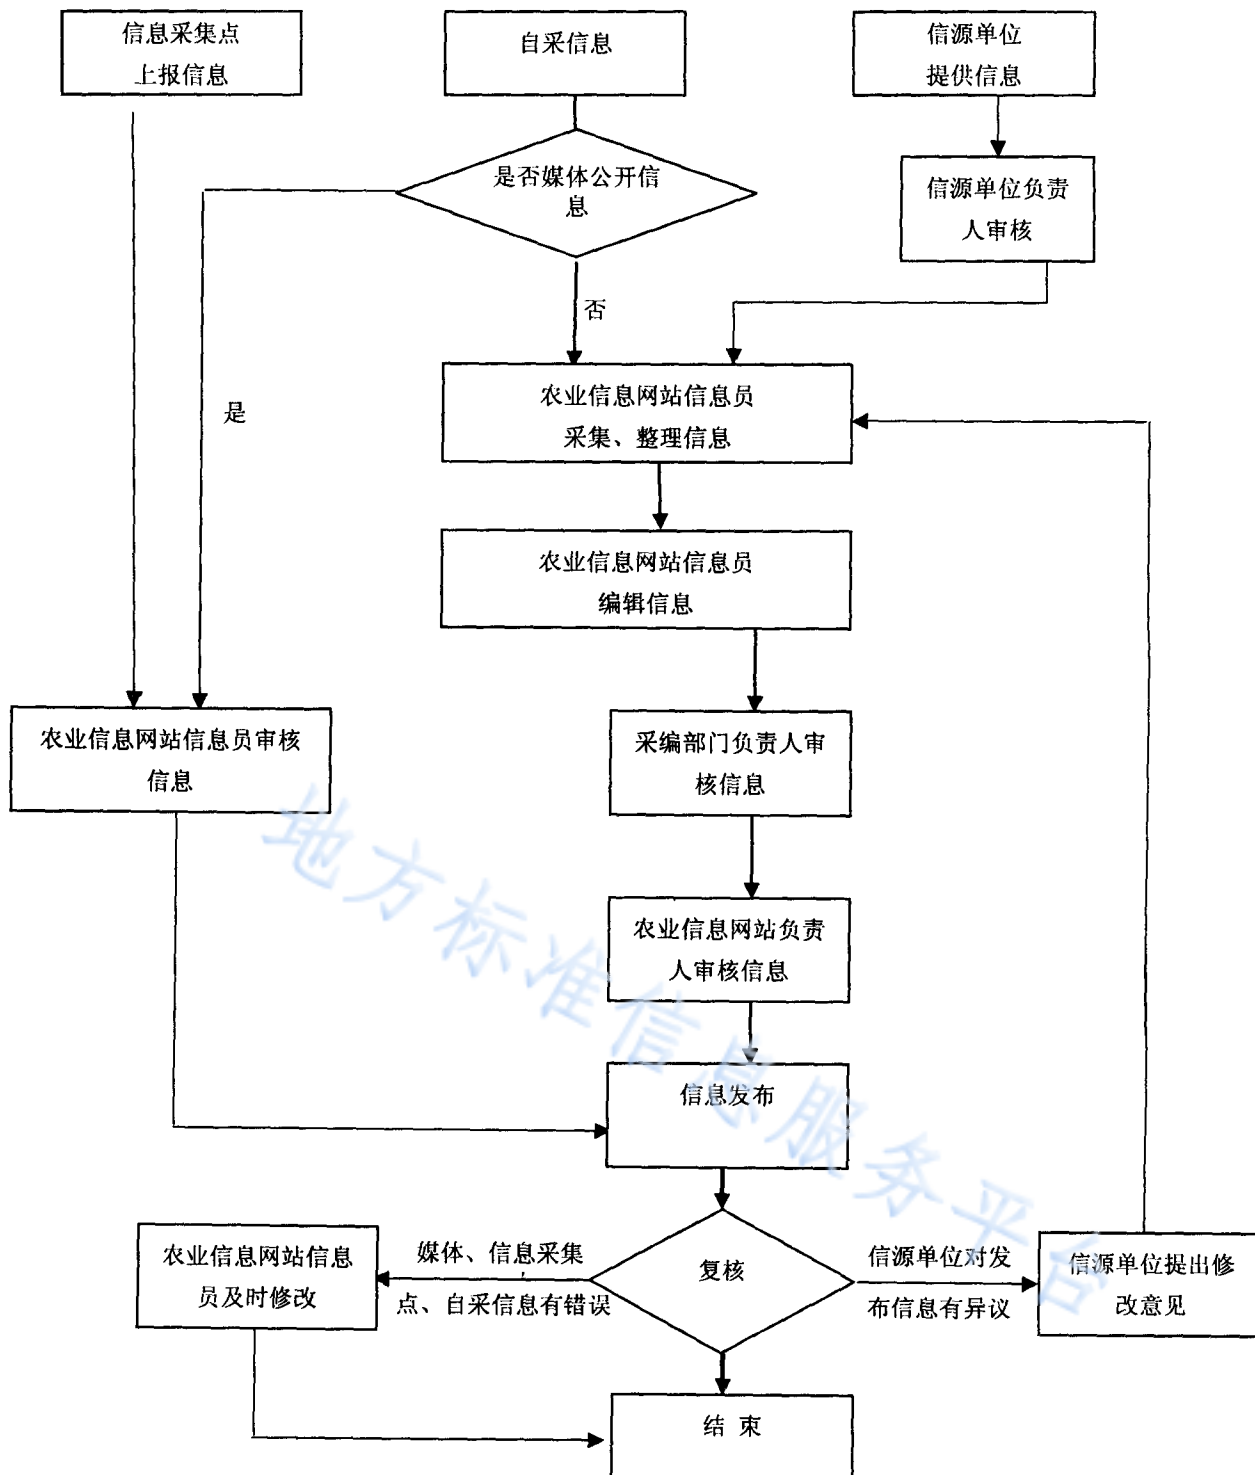 信息采集点
上报信息
自采信息
信源单位
提供信息
是否媒体公开信
息
信源单位负责
人审核
否
是
农业信息网站信息员
采集、整理信息
农业信息网站信息员
编辑信息
农业信息网站信息员审核
信息
采编部门负责人审
核信息
农业信息网站负责
人审核信息
信息发布
复核
媒体、信息采集
点、自采信息有错误
信源单位对发
布信息有异议
农业信息网站信息
员及时修改
信源单位提出修
改意见
结 束
地方标准信息服务平台